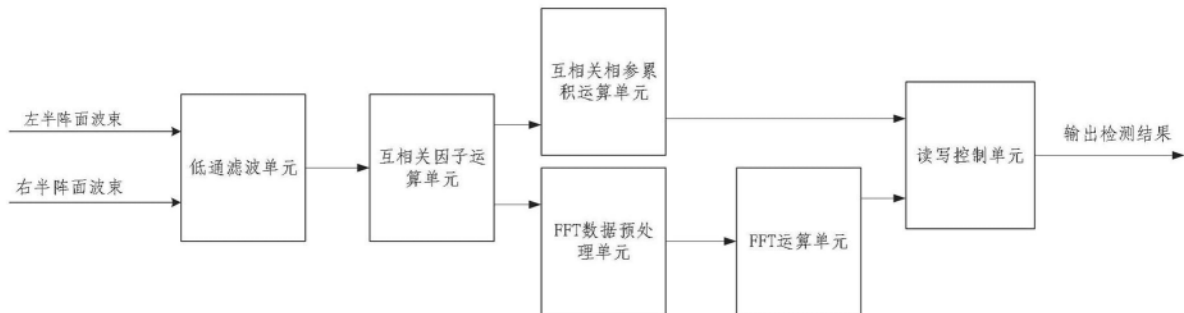 左半阵面波束
右半阵面波束
低通滤波单元
互相关因子运
算单元
互相关相参累
积运算单元
FFT数据预处
理单元
FFT运算单元
读写控制单元
输出检测结果